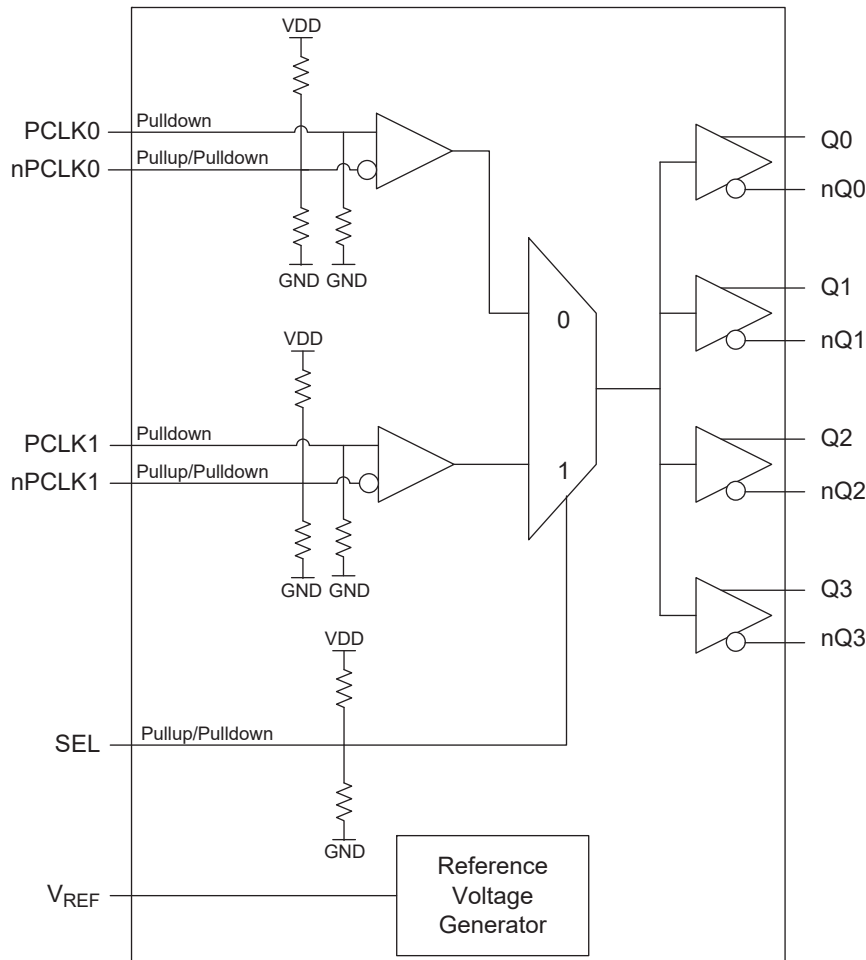 VDD
PCLK0
Pulldown
nPCLK0
Pullup/Pulldown
GND
GND
VDD
PCLK1
Pulldown
nPCLK1
Pullup/Pulldown
GND
GND
0
1
Q0
nQ0
Q1
nQ1
Q2
nQ2
Q3
nQ3
VDD
SEL
Pullup/Pulldown
GND
VREF
Reference
Voltage
Generator